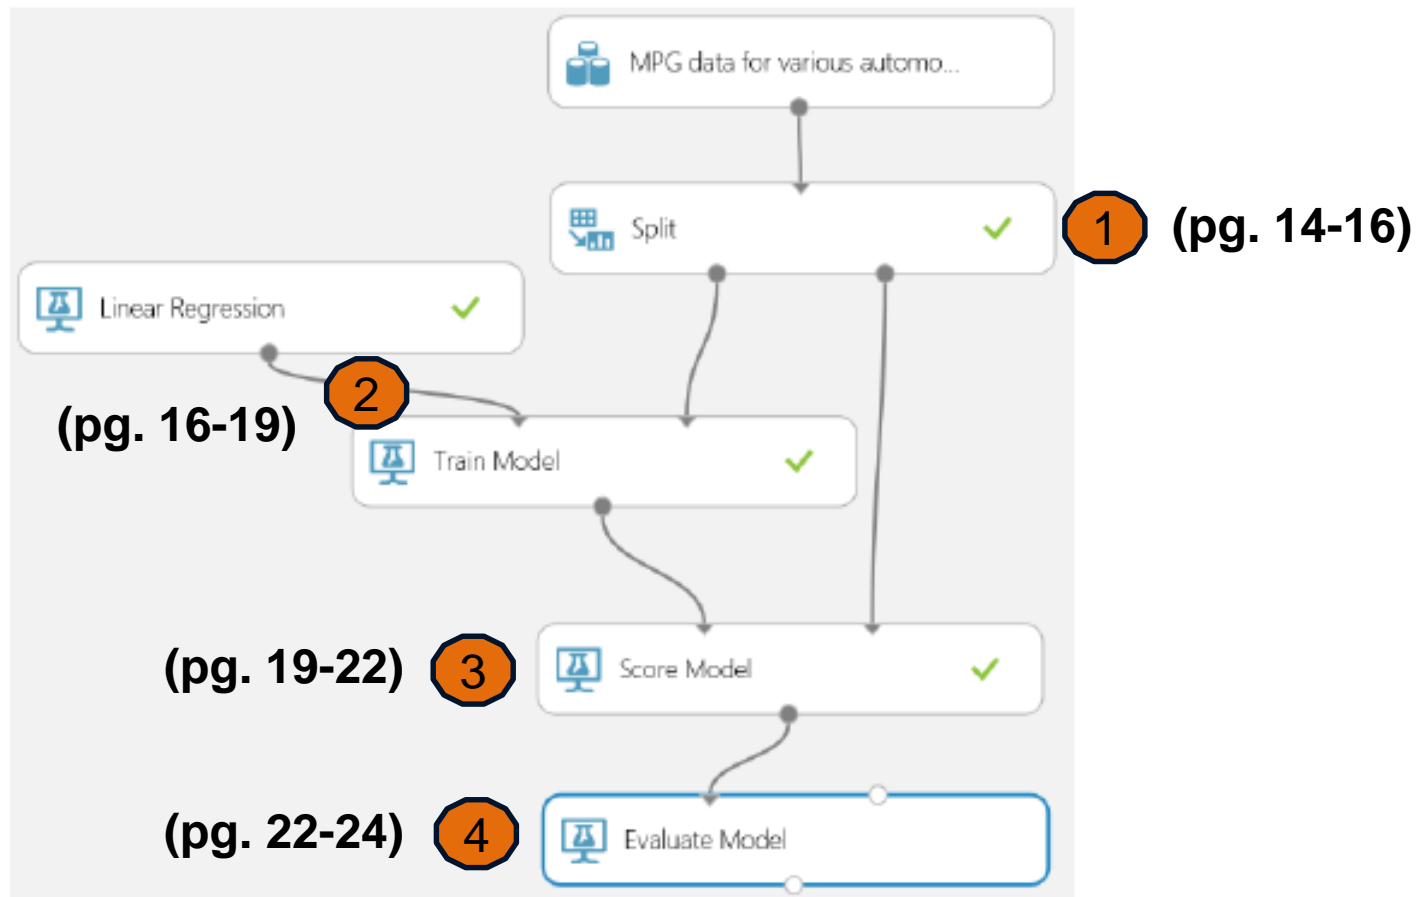 MPG data for various automo...
Split
1 (pg. 14-16)
Linear Regression
2
(pg. 16-19)
Train Model
(pg. 19-22) 3 Score Model
(pg. 22-24) 4 Evaluate Model